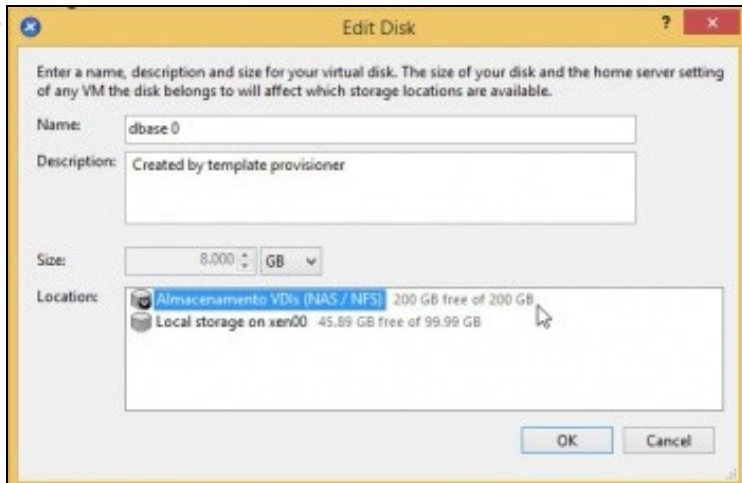 Edit Disk
Enter a name, description and size for your virtual disk. The size of your disk and the home server setting
of any VM the disk belongs to will affect which storage locations are available.
Name: dbase 0
Description: Created by template provisioner
Size: 8.000 GB
Location: Almacenamento VDIs (NAS / NFS) 200 GB free of 200 GB
Local storage on xen00 45.89 GB free of 99.99 GB
OK Cancel